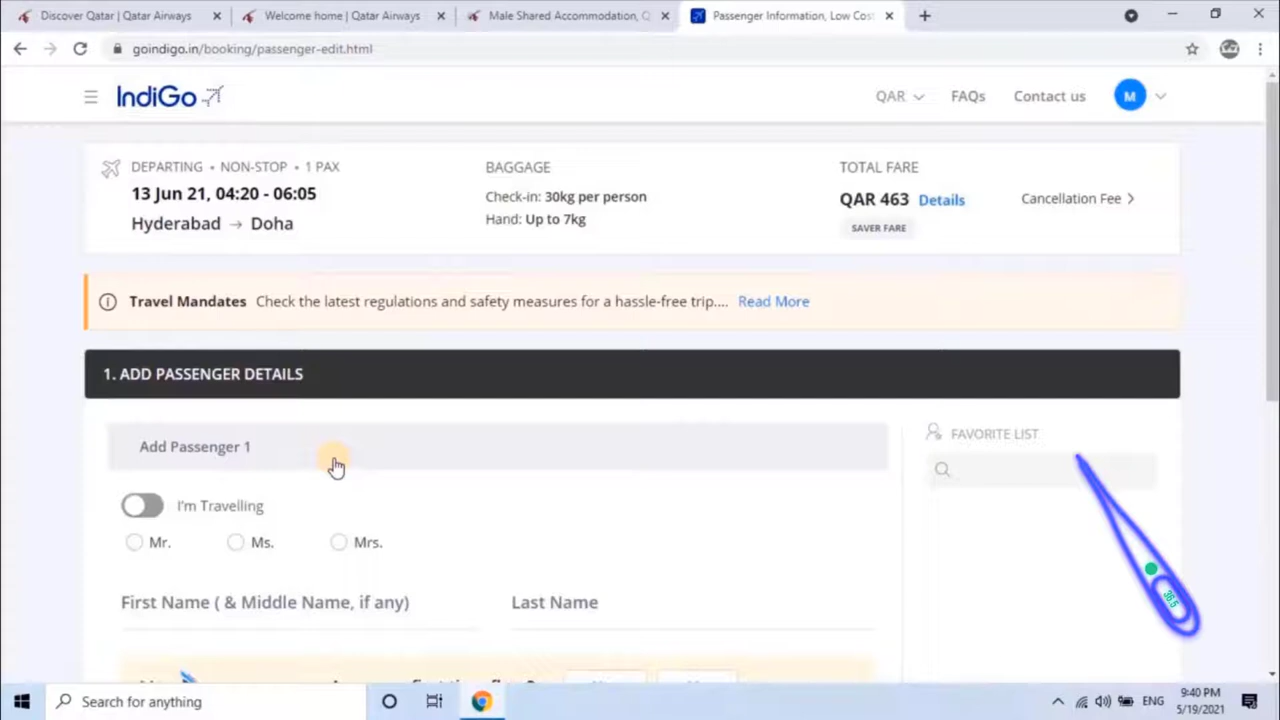 Discover Qatar | Qatar Airways
Welcome home | Qatar Airways
Male Shared Accommodation, Q
Passenger Information, Low Cos
goindigo.in/booking/passenger-edit.html
IndiGo
QAR
FAQs
Contact us
M
DEPARTING • NON-STOP • 1 PAX
13 Jun 21, 04:20 - 06:05
Hyderabad → Doha
BAGGAGE
Check-in: 30kg per person
Hand: Up to 7kg
TOTAL FARE
QAR 463 Details
SAVER FARE
Cancellation Fee >
Travel Mandates Check the latest regulations and safety measures for a hassle-free trip.... Read More
1. ADD PASSENGER DETAILS
Add Passenger 1
FAVORITE LIST
I'm Travelling
Mr. Ms. Mrs.
First Name ( & Middle Name, if any)
Last Name
365
Search for anything
ENG
9:40 PM
5/19/2021